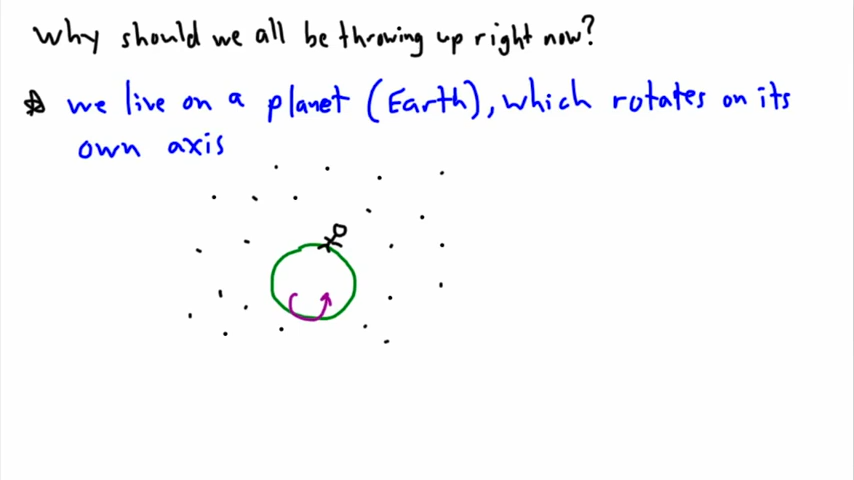 Why should we all be throwing up right now?
we live on a planet (Earth), which rotates on its
own axis